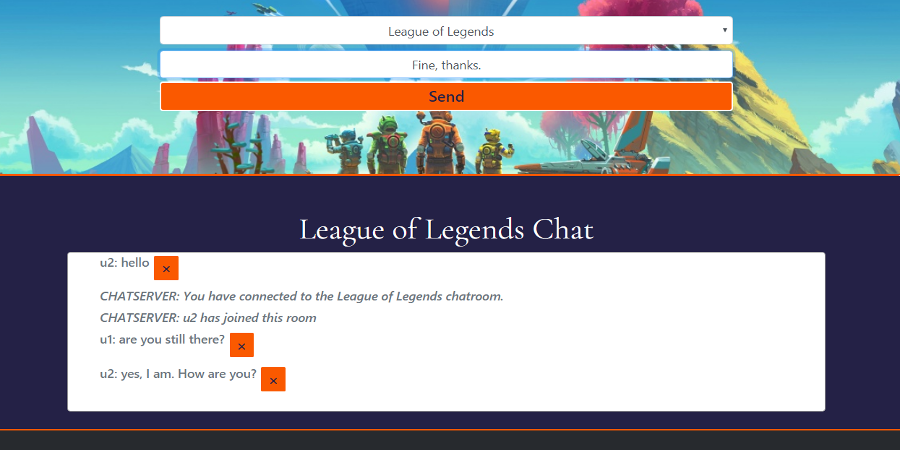 League of Legends
Fine, thanks.
Send
League of Legends Chat
u2: hello ×
CHATSERVER: You have connected to the League of Legends chatroom.
CHATSERVER: u2 has joined this room
u1: are you still there? ×
u2: yes, I am. How are you? ×